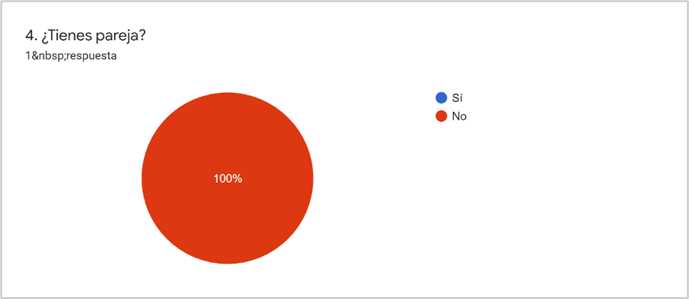 4. ¿Tienes pareja?
1&nbsp;respuesta
Sí
No
100%